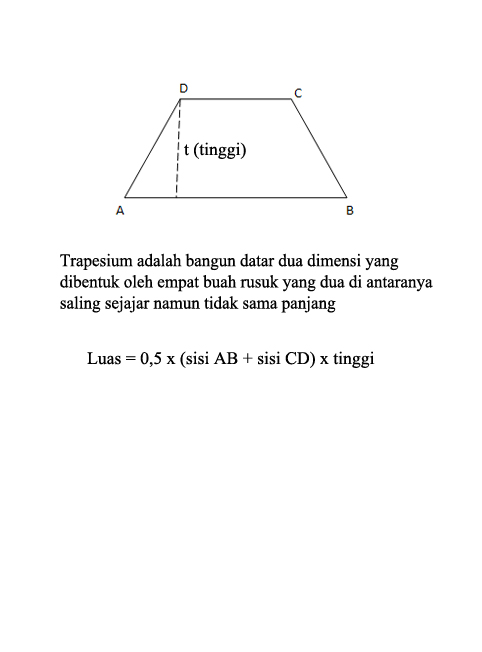 D
C
t (tinggi)
A
B
Trapesium adalah bangun datar dua dimensi yang
dibentuk oleh empat buah rusuk yang dua di antaranya
saling sejajar namun tidak sama panjang
Luas = 0,5 x (sisi AB + sisi CD) x tinggi